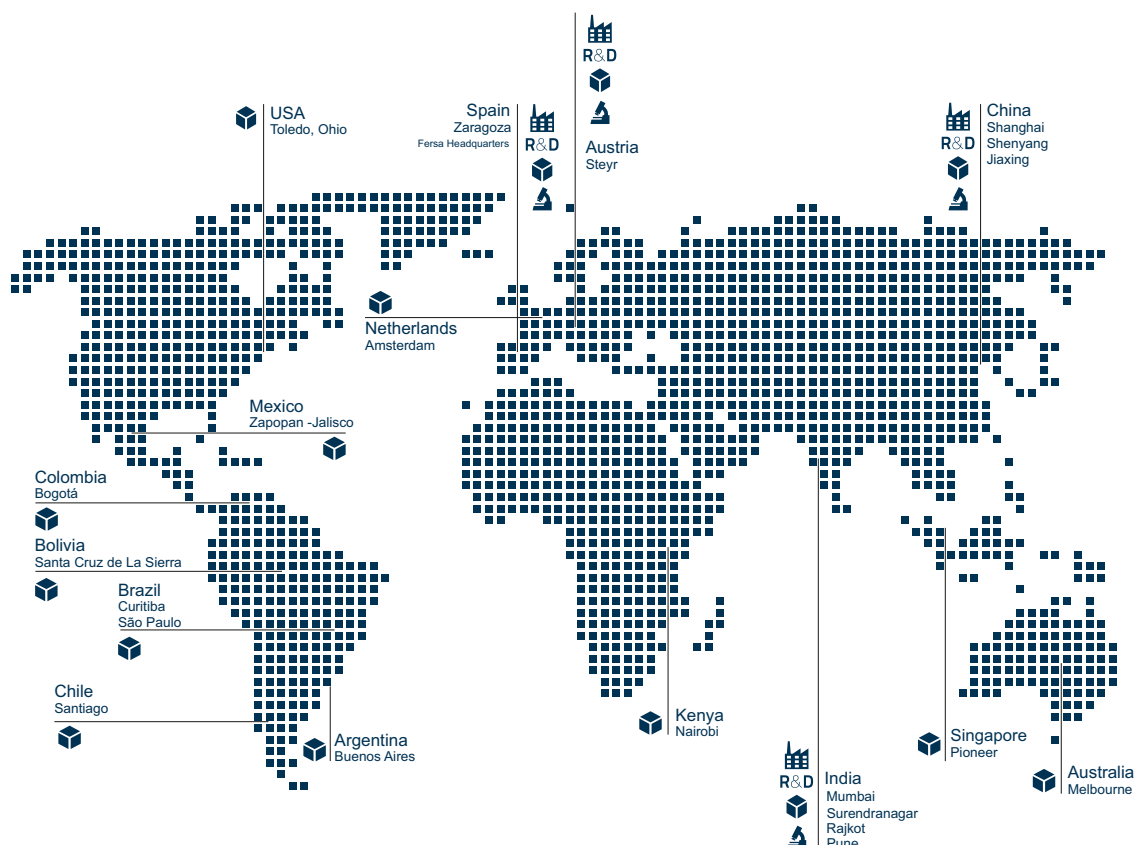 R&D
USA
Toledo, Ohio
Spain
Zaragoza
Fersa Headquarters
R&D
Austria
Steyr
R&D
China
Shanghai
Shenyang
Jiaxing
Netherlands
Amsterdam
Mexico
Zapopan -Jalisco
Colombia
Bogotá
Bolivia
Santa Cruz de La Sierra
Brazil
Curitiba
São Paulo
Chile
Santiago
Argentina
Buenos Aires
Kenya
Nairobi
Singapore
Pioneer
R&D
India
Mumbai
Surendranagar
Rajkot
Pune
Australia
Melbourne